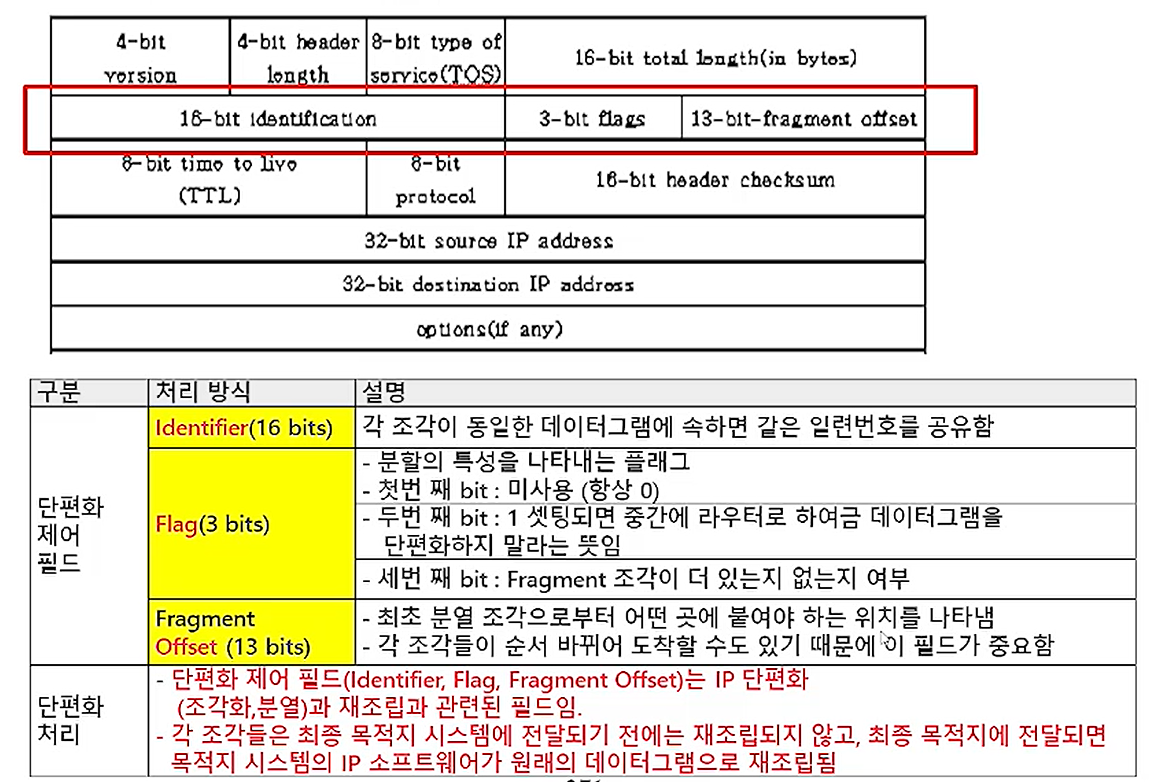 4-bit version
4-bit header length
8-bit type of service(TOS)
16-bit total length(in bytes)
16-bit identification
3-bit flags
13-bit-fragment offset
8-bit time to live
(TTL)
8-bit
protocol
16-bit header checksum
32-bit source IP address
32-bit destination IP address
options(if any)
구분 처리 방식 설명
단편화
제어
필드
Identifier(16 bits)
각 조각이 동일한 데이터그램에 속하면 같은 일련번호를 공유함
Flag(3 bits)
- 분할의 특성을 나타내는 플래그
- 첫번 째 bit : 미사용 (항상 0)
- 두번 째 bit : 1 셋팅되면 중간에 라우터로 하여금 데이터그램을
단편화하지 말라는 뜻임
- 세번 째 bit : Fragment 조각이 더 있는지 없는지 여부
Fragment
Offset (13 bits)
- 최초 분열 조각으로부터 어떤 곳에 붙여야 하는 위치를 나타냄
- 각 조각들이 순서 바뀌어 도착할 수도 있기 때문에 이 필드가 중요함
단편화
처리
- 단편화 제어 필드(Identifier, Flag, Fragment Offset)는 IP 단편화
(조각화,분열)과 재조립과 관련된 필드임.
- 각 조각들은 최종 목적지 시스템에 전달되기 전에는 재조립되지 않고, 최종 목적지에 전달되면
목적지 시스템의 IP 소프트웨어가 원래의 데이터그램으로 재조립됨